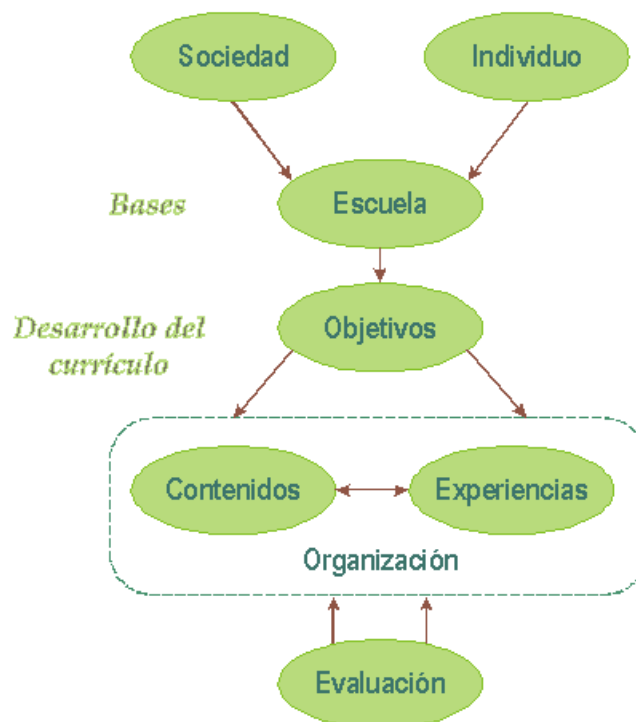 Sociedad
Individuo
Bases
Escuela
Desarrollo del
currículo
Objetivos
Contenidos
Experiencias
Organización
Evaluación